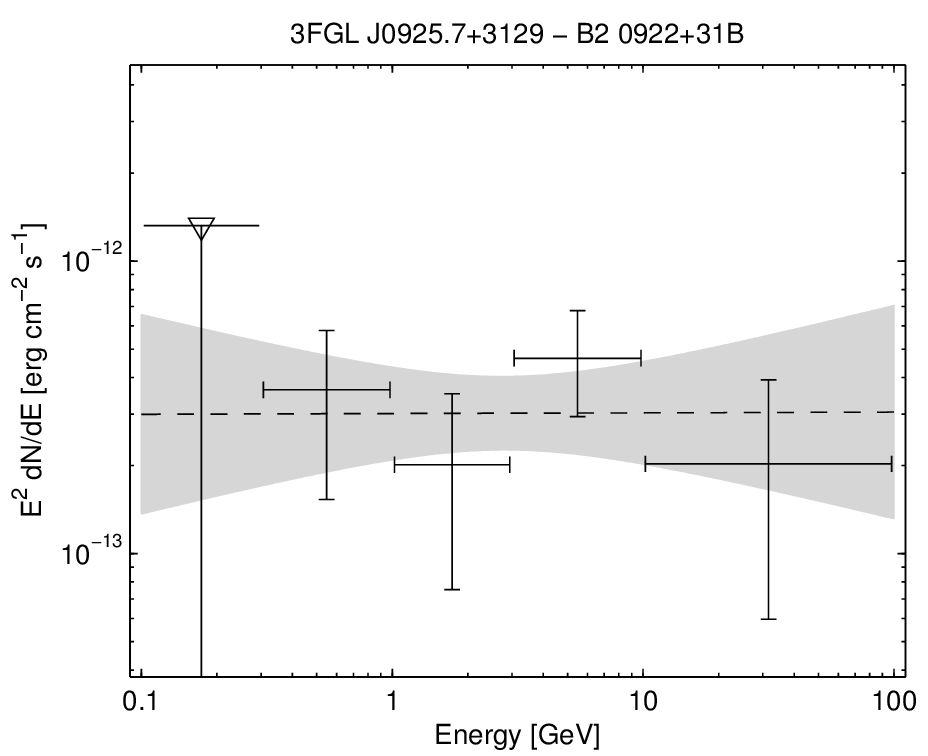 3FGL J0925.7+3129 − B2 0922+31B
E² dN/dE [erg cm⁻² s⁻¹]
10⁻¹²
10⁻¹³
0.1 1 10 100
Energy [GeV]